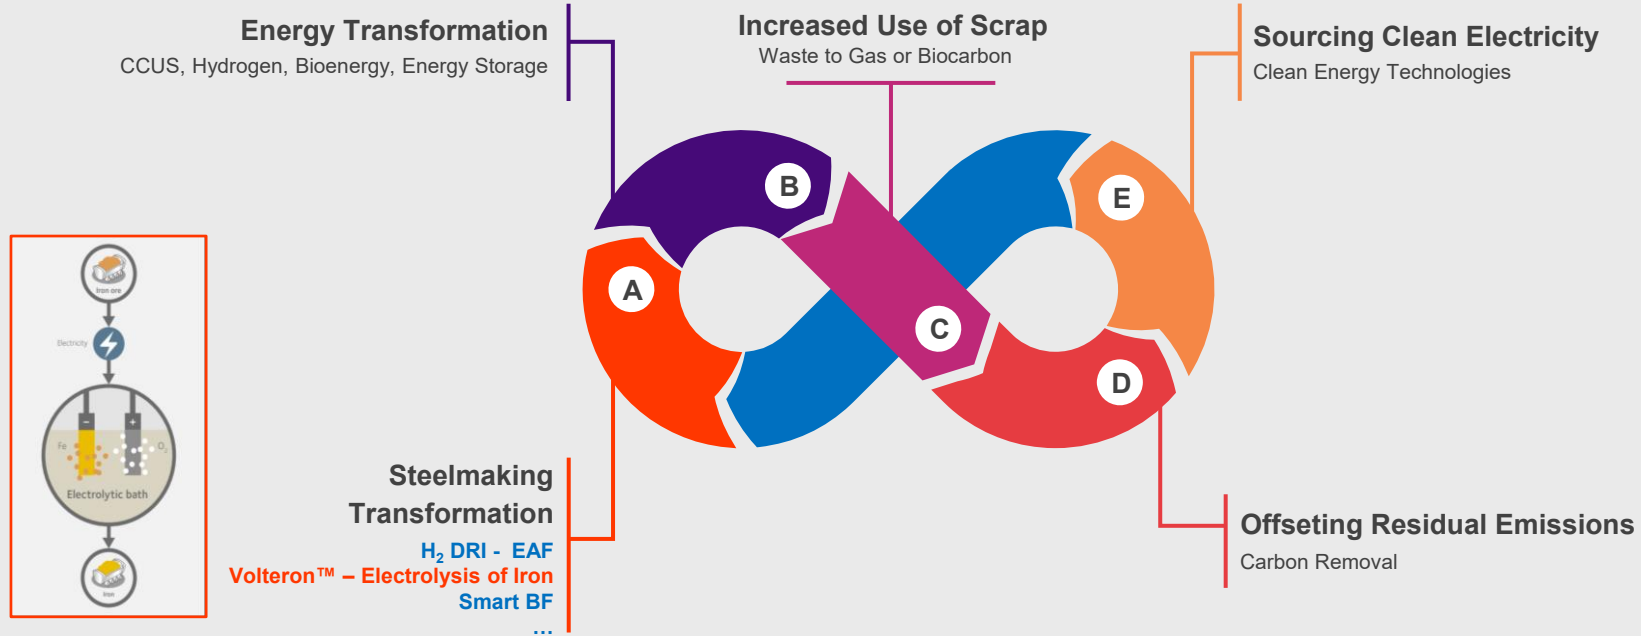 Energy Transformation
CCUS, Hydrogen, Bioenergy, Energy Storage
Increased Use of Scrap
Waste to Gas or Biocarbon
Sourcing Clean Electricity
Clean Energy Technologies
B
E
A
C
D
Iron ore
Electricity
−
+
Fe
O₂
Electrolytic bath
Iron
Steelmaking
Transformation
H₂ DRI - EAF
Volteron™ – Electrolysis of Iron
Smart BF
...
Offseting Residual Emissions
Carbon Removal